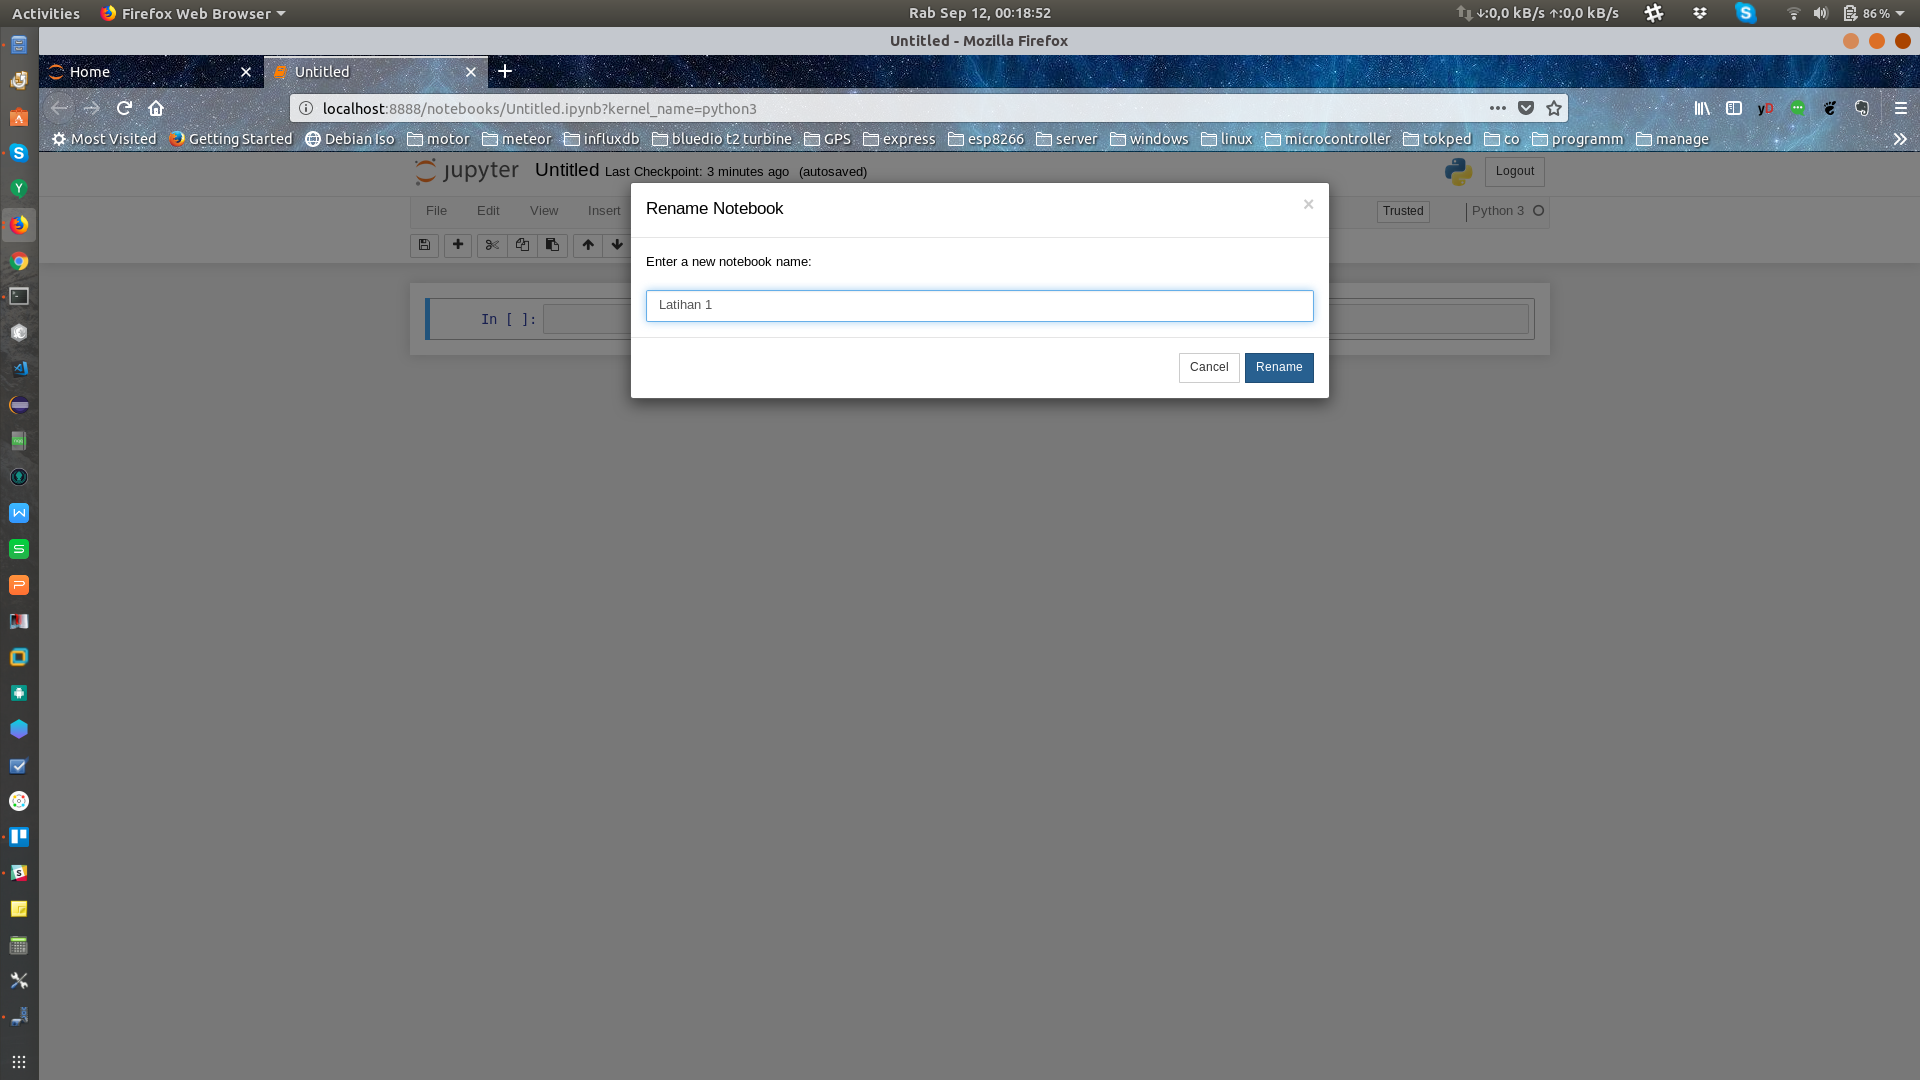 Activities Firefox Web Browser Rab Sep 12, 00:18:52 ↓:0,0 kB/s ↑:0,0 kB/s 86 %
Untitled - Mozilla Firefox
Home Untitled
localhost:8888/notebooks/Untitled.ipynb?kernel_name=python3
Most Visited Getting Started Debian Iso motor meteor influxdb bluedio t2 turbine GPS express esp8266 server windows linux microcontroller tokped co programm manage
jupyter Untitled Last Checkpoint: 3 minutes ago (autosaved) Logout
File Edit View Insert Trusted Python 3
Rename Notebook
Enter a new notebook name:
Latihan 1
In [ ]:
Cancel Rename